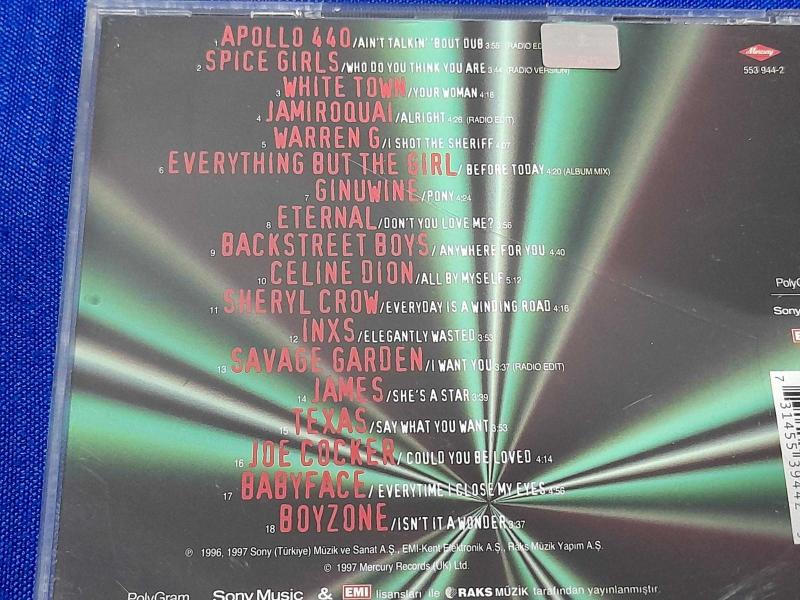 1 APOLLO 440/AIN'T TALKIN' 'BOUT DUB 3:55 (RADIO EDIT
2 SPICE GIRLS/WHO DO YOU THINK YOU ARE 3:44 (RADIO VERSION)
3 WHITE TOWN/YOUR WOMAN 4:18
4 JAMIROQUAI/ALRIGHT 4:26 (RADIO EDIT)
5 WARREN G/I SHOT THE SHERIFF 4:07
6 EVERYTHING BUT THE GIRL/BEFORE TODAY 4:20 (ALBUM MIX)
7 GINUWINE/PONY 4:24
8 ETERNAL/DON'T YOU LOVE ME? 3:56
9 BACKSTREET BOYS/ANYWHERE FOR YOU 4:40
10 CELINE DION/ALL BY MYSELF 5:12
11 SHERYL CROW/EVERYDAY IS A WINDING ROAD 4:16
12 INXS/ELEGANTLY WASTED 3:53
13 SAVAGE GARDEN/I WANT YOU 3:37 (RADIO EDIT)
14 JAMES/SHE'S A STAR 3:39
15 TEXAS/SAY WHAT YOU WANT 3:53
16 JOE COCKER/COULD YOU BE LOVED 4:14
17 BABYFACE/EVERYTIME I CLOSE MY EYES 4:56
18 BOYZONE/ISN'T IT A WONDER 3:37
℗ 1996, 1997 Sony (Türkiye) Müzik ve Sanat A.Ş., EMI-Kent Elektronik A.Ş., Raks Müzik Yapım A.Ş.
© 1997 Mercury Records (UK) Ltd.
PolyGram Sony Music & EMI lisansları ile RAKS MÜZİK tarafından yayınlanmıştır.
Mercury
553 944-2
PolyG
Sony
7 31455 39442